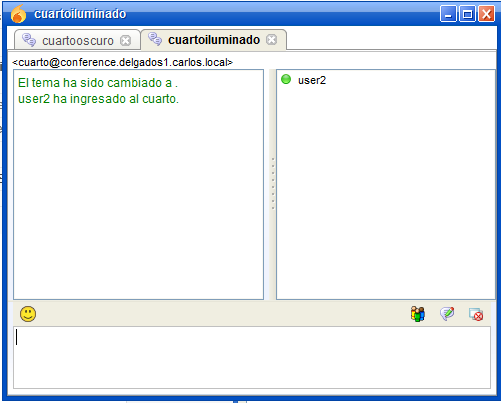 cuartoiluminado
cuartooscuro
cuartoiluminado
<cuarto@conference.delgados1.carlos.local>
El tema ha sido cambiado a .
user2 ha ingresado al cuarto.
user2